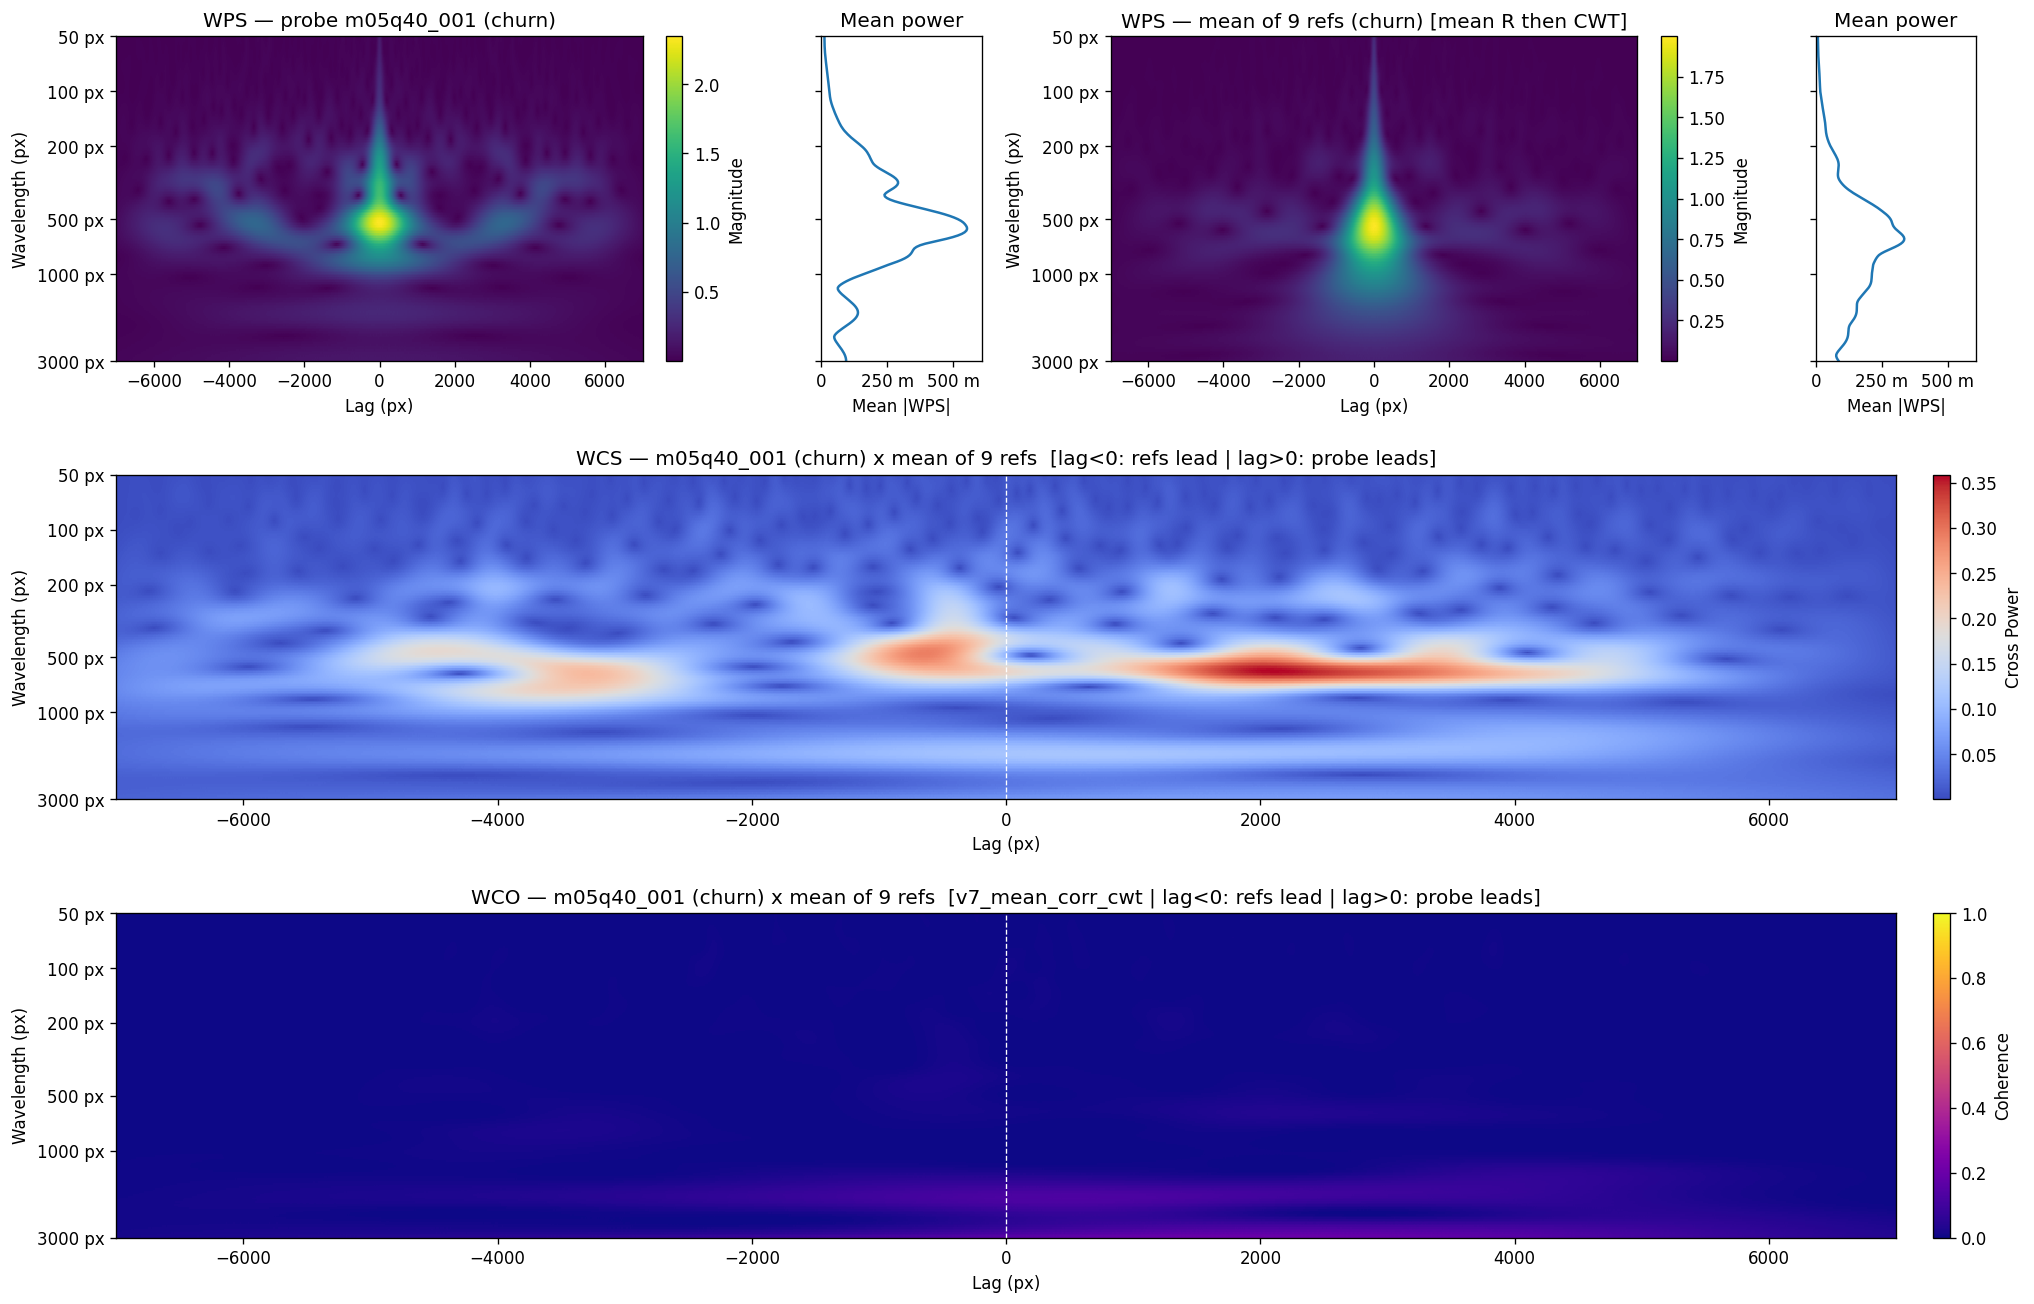 WPS — probe m05q40_001 (churn)
Mean power
WPS — mean of 9 refs (churn) [mean R then CWT]
Mean power
50 px
100 px
200 px
500 px
1000 px
3000 px
Wavelength (px)
−6000 −4000 −2000 0 2000 4000 6000
Lag (px)
2.0
1.5
1.0
0.5
Magnitude
0 250 m 500 m
Mean |WPS|
50 px
100 px
200 px
500 px
1000 px
3000 px
Wavelength (px)
−6000 −4000 −2000 0 2000 4000 6000
Lag (px)
1.75
1.50
1.25
1.00
0.75
0.50
0.25
Magnitude
0 250 m 500 m
Mean |WPS|
WCS — m05q40_001 (churn) x mean of 9 refs [lag<0: refs lead | lag>0: probe leads]
50 px
100 px
200 px
500 px
1000 px
3000 px
Wavelength (px)
−6000 −4000 −2000 0 2000 4000 6000
Lag (px)
0.35
0.30
0.25
0.20
0.15
0.10
0.05
Cross Power
WCO — m05q40_001 (churn) x mean of 9 refs [v7_mean_corr_cwt | lag<0: refs lead | lag>0: probe leads]
50 px
100 px
200 px
500 px
1000 px
3000 px
Wavelength (px)
−6000 −4000 −2000 0 2000 4000 6000
Lag (px)
1.0
0.8
0.6
0.4
0.2
0.0
Coherence